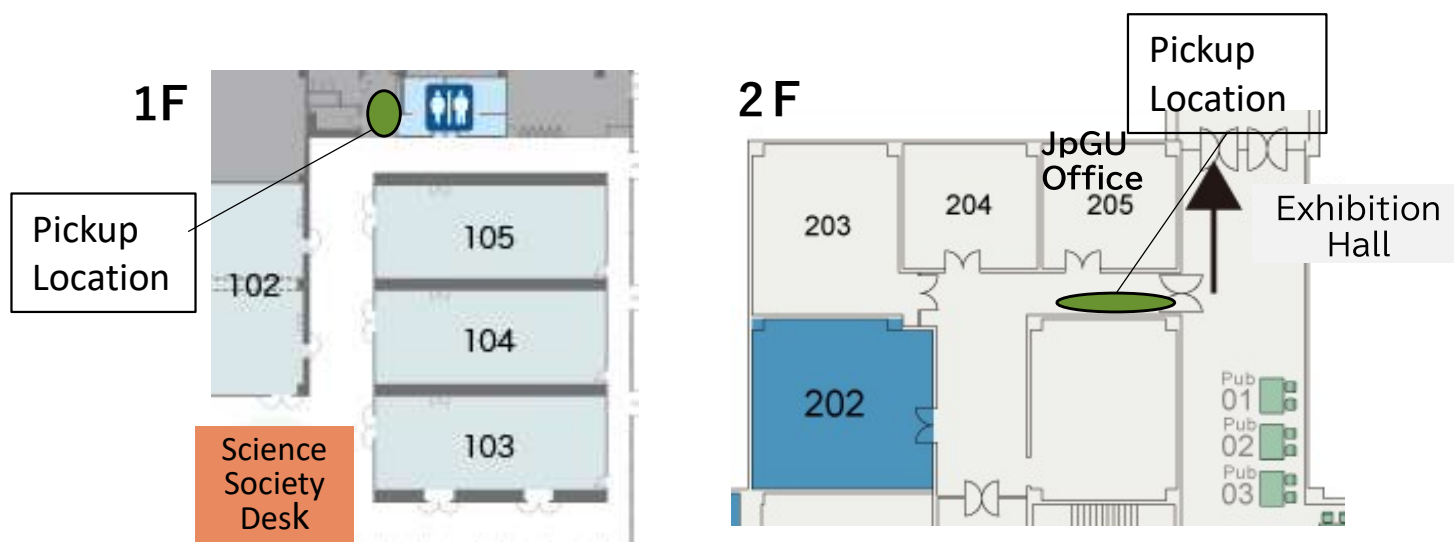 1F
Pickup
Location
102
105
104
103
Science
Society
Desk
2F
Pickup
Location
JpGU
Office
203
204
205
Exhibition
Hall
202
Pub
01
Pub
02
Pub
03